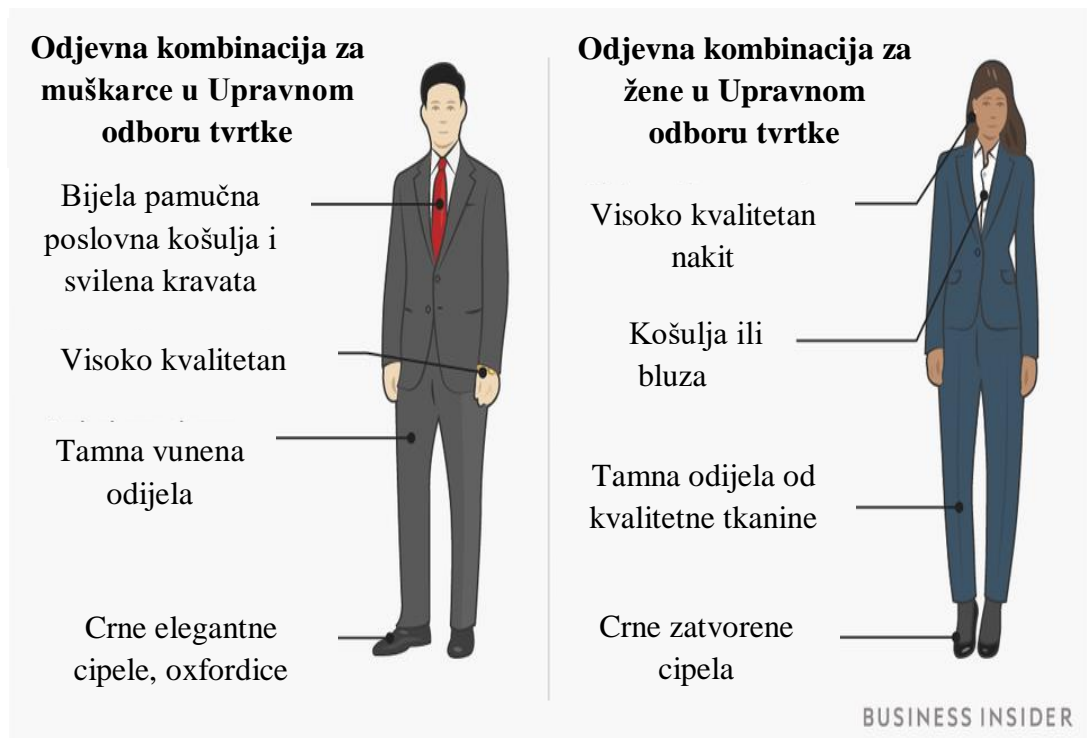 Odjevna kombinacija za
muškarce u Upravnom
odboru tvrtke
Bijela pamučna
poslovna košulja i
svilena kravata
Visoko kvalitetan
Tamna vunena
odijela
Crne elegantne
cipele, oxfordice
Odjevna kombinacija za
žene u Upravnom
odboru tvrtke
Visoko kvalitetan
nakit
Košulja ili
bluza
Tamna odijela od
kvalitetne tkanine
Crne zatvorene
cipela
BUSINESS INSIDER